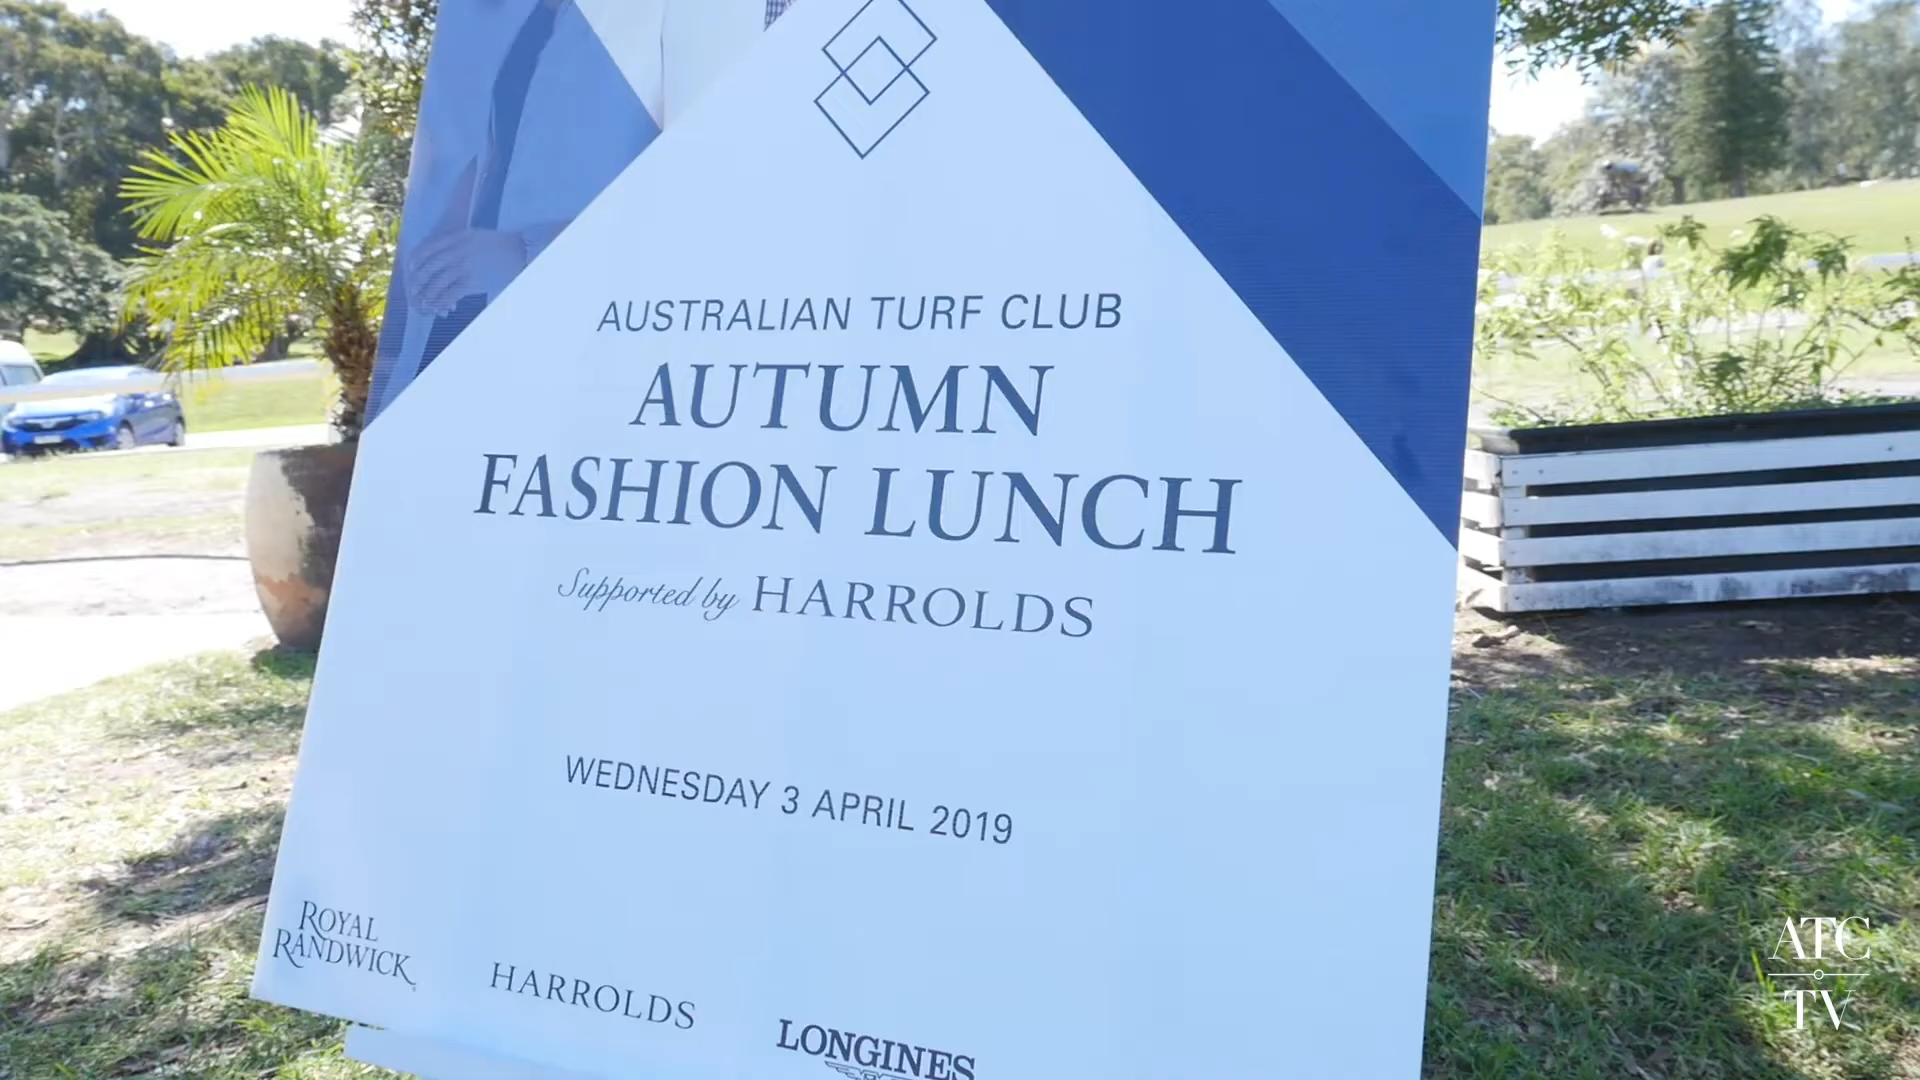 AUSTRALIAN TURF CLUB
AUTUMN
FASHION LUNCH
Supported by HARROLDS
WEDNESDAY 3 APRIL 2019
ROYAL
RANDWICK
HARROLDS
LONGINES
ATC
TV